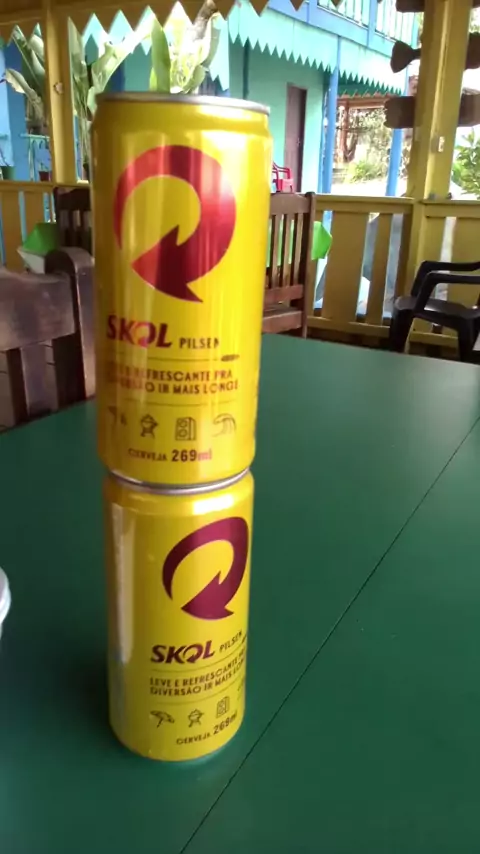 SKOL PILSEN
E REFRESCANTE PRA
DIVERSÃO IR MAIS LONGE
CERVEJA 269ml
SKOL PILSEN
LEVE E REFRESCANTE
DIVERSÃO IR MAIS LON
CERVEJA 269ml